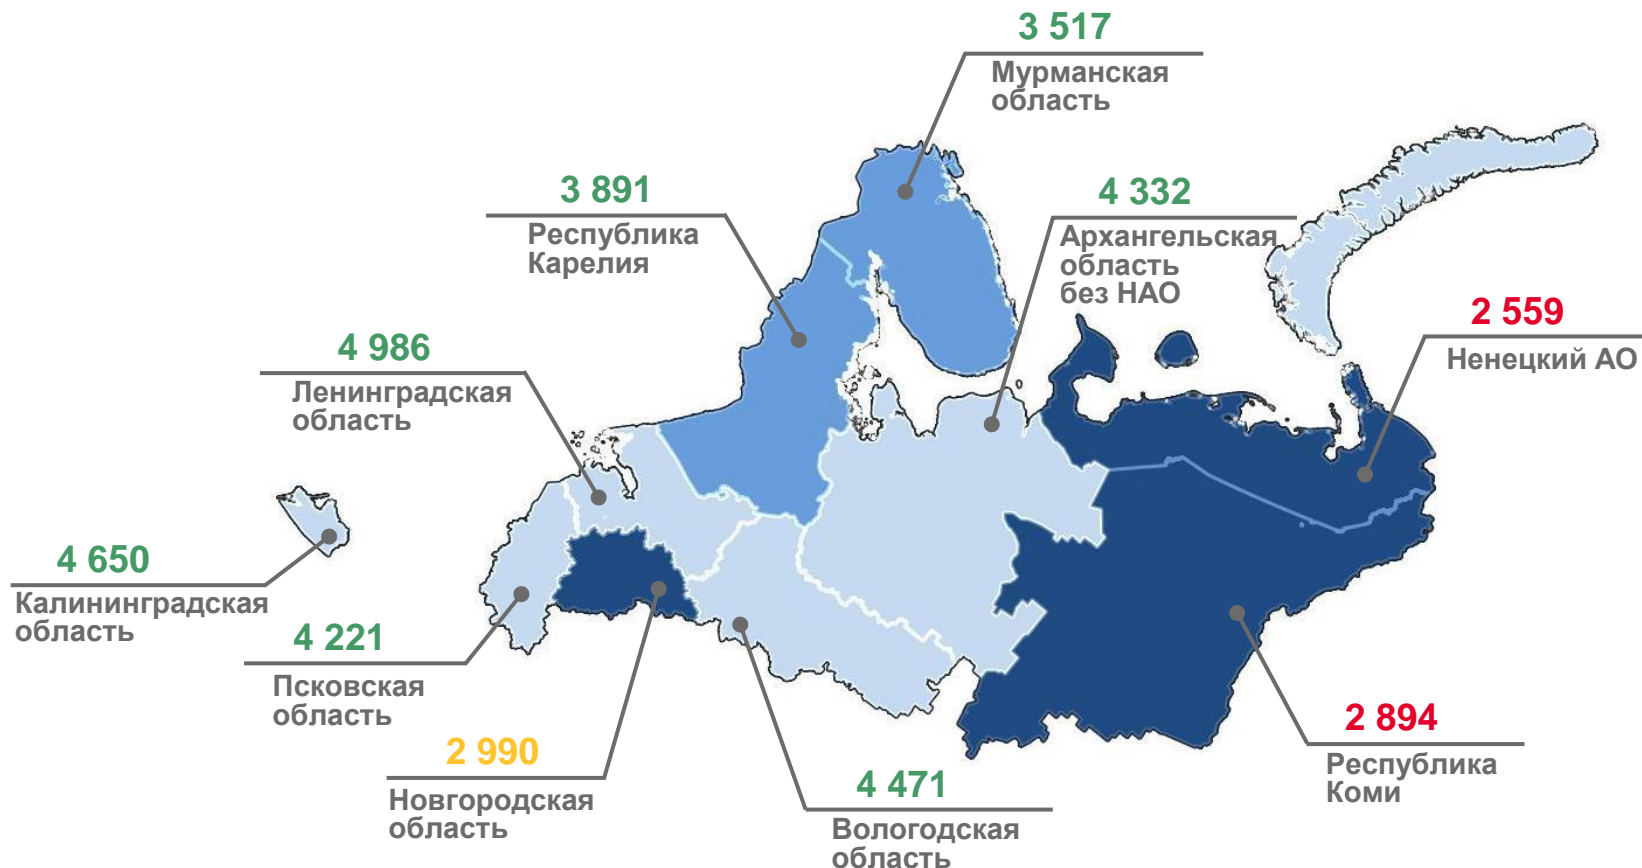 3 517
Мурманская
область
3 891
Республика
Карелия
4 332
Архангельская
область
без НАО
2 559
Ненецкий АО
4 986
Ленинградская
область
4 650
Калининградская
область
4 221
Псковская
область
2 990
Новгородская
область
4 471
Вологодская
область
2 894
Республика
Коми